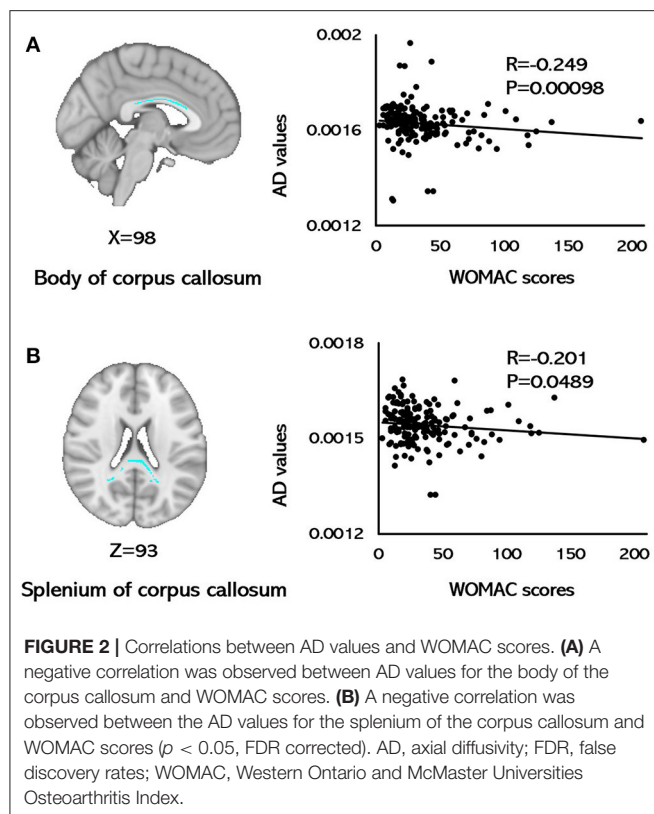 A
0.002
R=-0.249
P=0.00098
AD values
0.0016
0.0012
0 50 100 150 200
X=98
Body of corpus callosum
WOMAC scores
B
0.0018
R=-0.201
P=0.0489
AD values
0.0015
0.0012
0 50 100 150 200
Z=93
Splenium of corpus callosum
WOMAC scores
FIGURE 2 | Correlations between AD values and WOMAC scores. (A) A
negative correlation was observed between AD values for the body of the
corpus callosum and WOMAC scores. (B) A negative correlation was
observed between the AD values for the splenium of the corpus callosum and
WOMAC scores (p < 0.05, FDR corrected). AD, axial diffusivity; FDR, false
discovery rates; WOMAC, Western Ontario and McMaster Universities
Osteoarthritis Index.